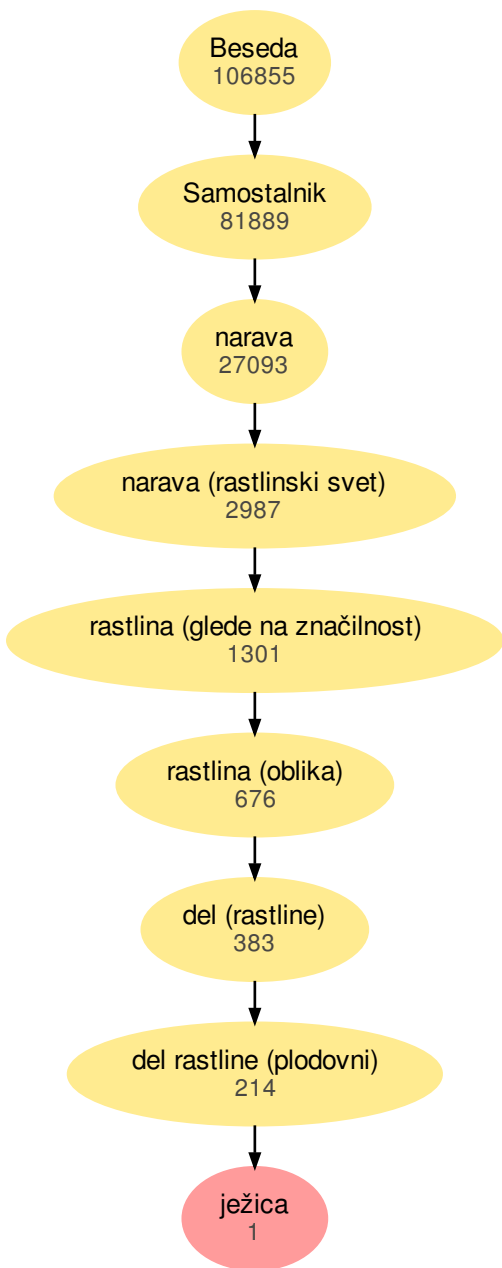 Beseda
106855
Samostalnik
81889
narava
27093
narava (rastlinski svet)
2987
rastlina (glede na značilnost)
1301
rastlina (oblika)
676
del (rastline)
383
del rastline (plodovni)
214
ježica
1